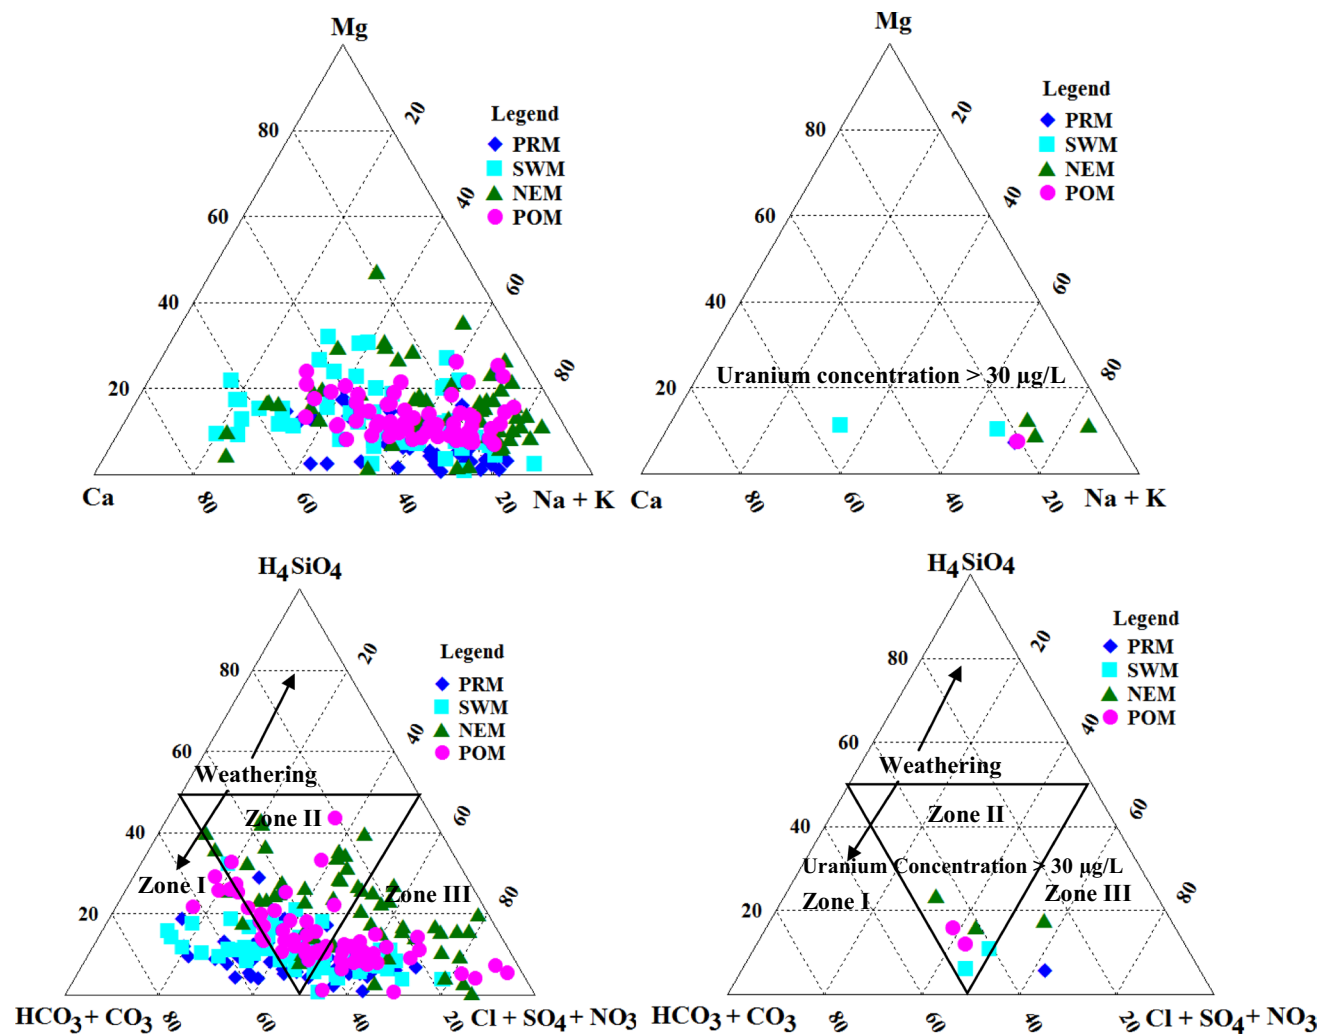 Mg
20
Legend
80
PRM
SWM
40
NEM
60
POM
60
40
80
20
Ca
80
60
40
20
Na + K
Mg
20
Legend
80
PRM
SWM
40
NEM
60
POM
60
40
80
Uranium concentration > 30 µg/L
20
Ca
80
60
40
20
Na + K
H4SiO4
20
Legend
80
PRM
SWM
40
NEM
60
POM
Weathering
Zone II
60
40
Zone I
Zone III
80
20
HCO3 + CO3
80
60
40
20
Cl + SO4 + NO3
H4SiO4
Legend
20
PRM
80
SWM
NEM
40
POM
60
Weathering
60
Zone II
40
Uranium Concentration > 30 µg/L
Zone I
Zone III
80
20
HCO3 + CO3
80
60
40
20
Cl + SO4 + NO3